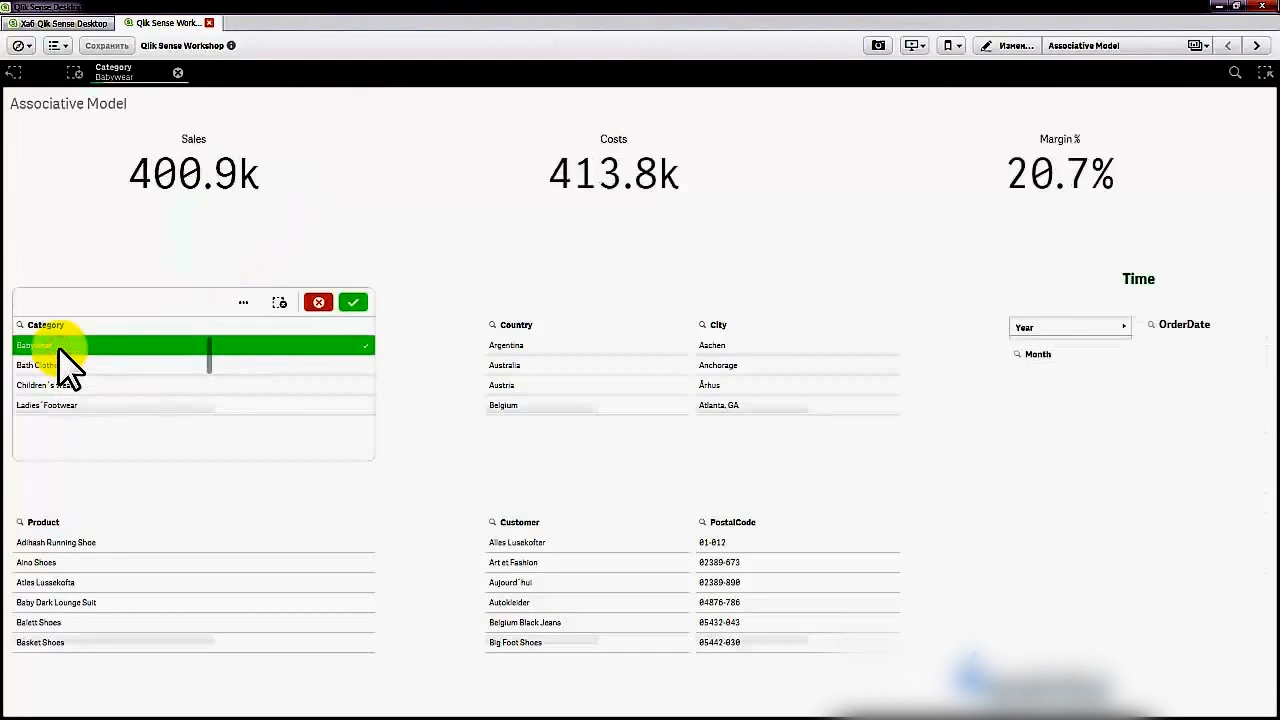 Qlik Sense Desktop
Хаб Qlik Sense Desktop
Qlik Sense Work...
Сохранить
Qlik Sense Workshop
Измен...
Associative Model
Category
Babywear
Associative Model
Sales
Costs
Margin %
400.9k
413.8k
20.7%
Time
Category
Country
City
Year
OrderDate
Babywear
Argentina
Aachen
Month
Bath Clothes
Australia
Anchorage
Children´s Wear
Austria
Århus
Ladies´Footwear
Belgium
Atlanta, GA
Product
Customer
PostalCode
Adihash Running Shoe
Alles Lusekofter
01-012
Aino Shoes
Art et Fashion
02389-673
Atles Lussekofta
Aujourd´hui
02389-890
Baby Dark Lounge Suit
Autokleider
04876-786
Balett Shoes
Belgium Black Jeans
05432-043
Basket Shoes
Big Foot Shoes
05442-030